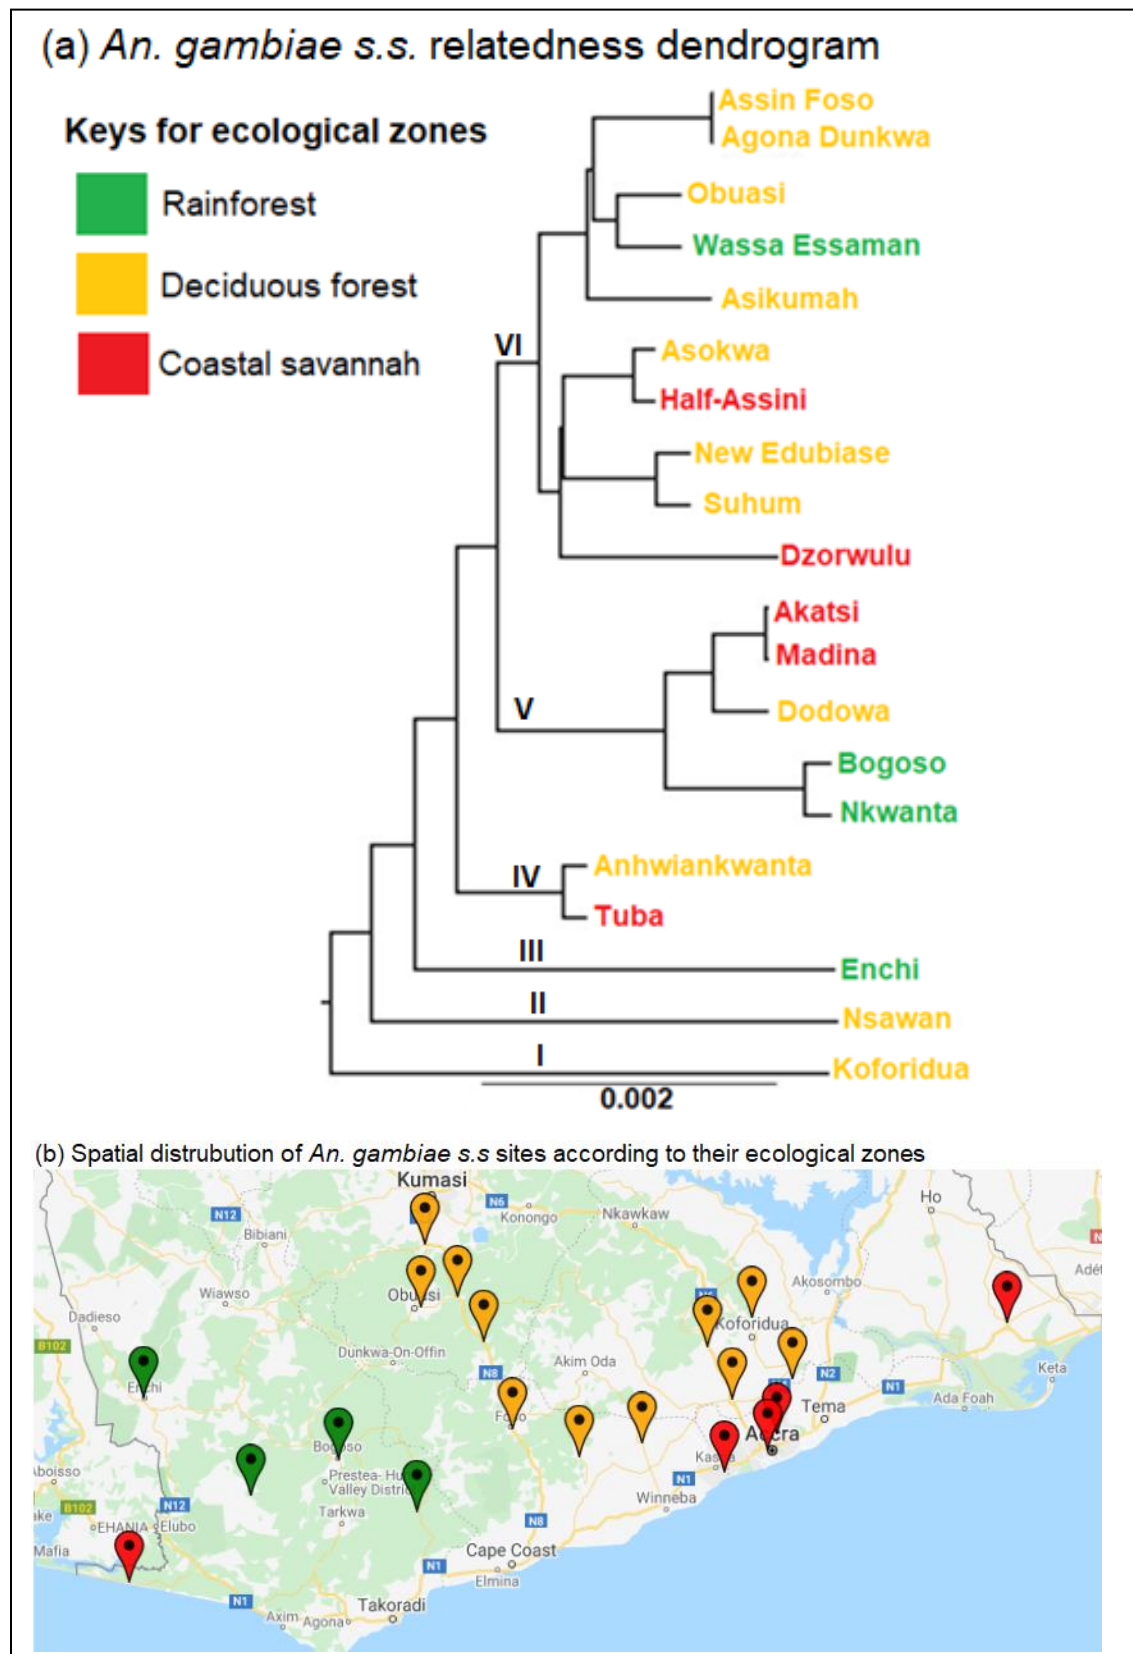 (a) An. gambiae s.s. relatedness dendrogram
Keys for ecological zones
Rainforest
Deciduous forest
Coastal savannah
Assin Foso
Agona Dunkwa
Obuasi
Wassa Essaman
Asikumah
VI
Asokwa
Half-Assini
New Edubiase
Suhum
Dzorwulu
Akatsi
Madina
V
Dodowa
Bogoso
Nkwanta
IV
Anhwiankwanta
Tuba
III
Enchi
II
Nsawan
I
Koforidua
0.002
(b) Spatial distrubution of An. gambiae s.s sites according to their ecological zones
Kumasi
Ho
N6
Konongo
Nkawkaw
N12
Bibiani
Adét
Wiawso
Akosombo
Dadieso
Koforidua
B102
Dunkwa-On-Offin
Akim Oda
N8
N2
N1
Keta
Ada Foah
Enchi
Tema
Accra
Bogoso
Prestea- Hu
Valley Distri
Aboisso
N1
Winneba
Tarkwa
B102
N12
EHANIA
Elubo
N8
Mafia
Cape Coast
N1
Elmina
N1
Takoradi
Axim
Agona